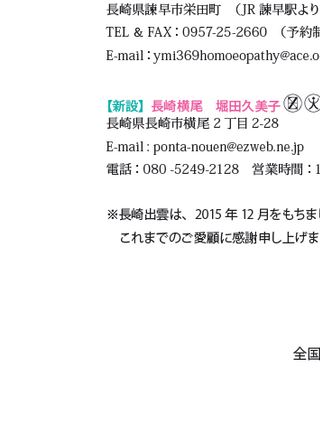 長崎県諫早市栄田町 （JR 諫早駅より
TEL & FAX：0957-25-2660 （予約制
E-mail：ymi369homoeopathy@ace.o
【新設】長崎横尾 堀田久美子
長崎県長崎市横尾 2 丁目 2-28
E-mail : ponta-nouen@ezweb.ne.jp
電話：080 -5249-2128 営業時間：1
※長崎出雲は、2015 年 12 月をもちま
これまでのご愛顧に感謝申し上げま
全国